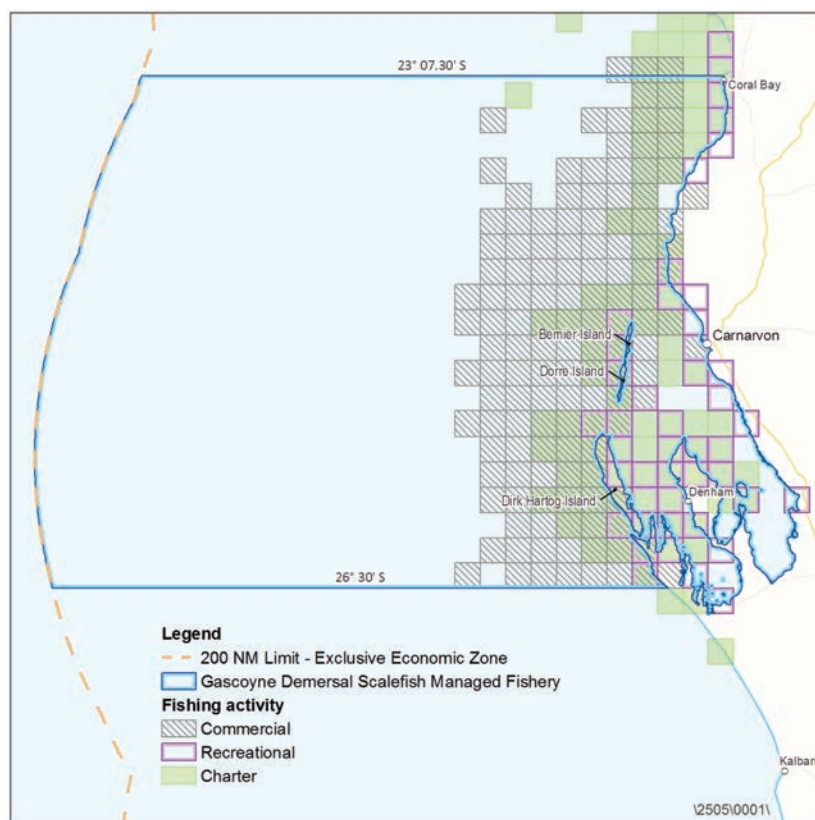 23° 07.30' S
Coral Bay
Bernier Island
Carnarvon
Dorre Island
Denham
Dirk Hartog Island
26° 30' S
Legend
200 NM Limit - Exclusive Economic Zone
Gascoyne Demersal Scalefish Managed Fishery
Fishing activity
Commercial
Recreational
Charter
Kalbarr
\2505\0001\